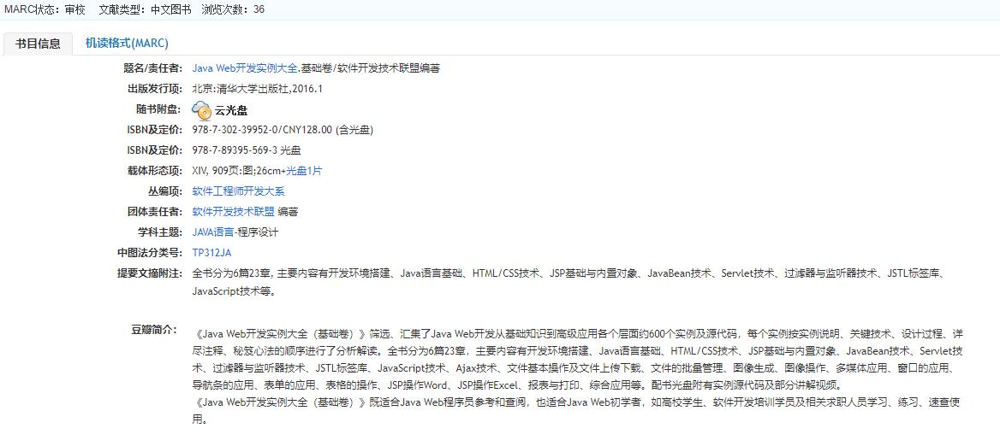 MARC状态：审校 文献类型：中文图书 浏览次数：36
书目信息 机读格式(MARC)
题名/责任者: Java Web开发实例大全.基础卷/软件开发技术联盟编著
出版发行项: 北京:清华大学出版社,2016.1
随书附盘: 云光盘
ISBN及定价: 978-7-302-39952-0/CNY128.00 (含光盘)
ISBN及定价: 978-7-89395-569-3 光盘
载体形态项: XIV, 909页:图;26cm+光盘1片
丛编项: 软件工程师开发大系
团体责任者: 软件开发技术联盟 编著
学科主题: JAVA语言-程序设计
中图法分类号: TP312JA
提要文摘附注: 全书分为6篇23章, 主要内容有开发环境搭建、Java语言基础、HTML/CSS技术、JSP基础与内置对象、JavaBean技术、Servlet技术、过滤器与监听器技术、JSTL标签库、
JavaScript技术等。
豆瓣简介： 《Java Web开发实例大全（基础卷）》筛选、汇集了Java Web开发从基础知识到高级应用各个层面约600个实例及源代码，每个实例按实例说明、关键技术、设计过程、详
尽注释、秘笈心法的顺序进行了分析解读。全书分为6篇23章，主要内容有开发环境搭建、Java语言基础、HTML/CSS技术、JSP基础与内置对象、JavaBean技术、Servlet技
术、过滤器与监听器技术、JSTL标签库、JavaScript技术、Ajax技术、文件基本操作及文件上传下载、文件的批量管理、图像生成、图像操作、多媒体应用、窗口的应用、
导航条的应用、表单的应用、表格的操作、JSP操作Word、JSP操作Excel、报表与打印、综合应用等。配书光盘附有实例源代码及部分讲解视频。
《Java Web开发实例大全（基础卷）》既适合Java Web程序员参考和查阅，也适合Java Web初学者，如高校学生、软件开发培训学员及相关求职人员学习、练习、速查使
用。